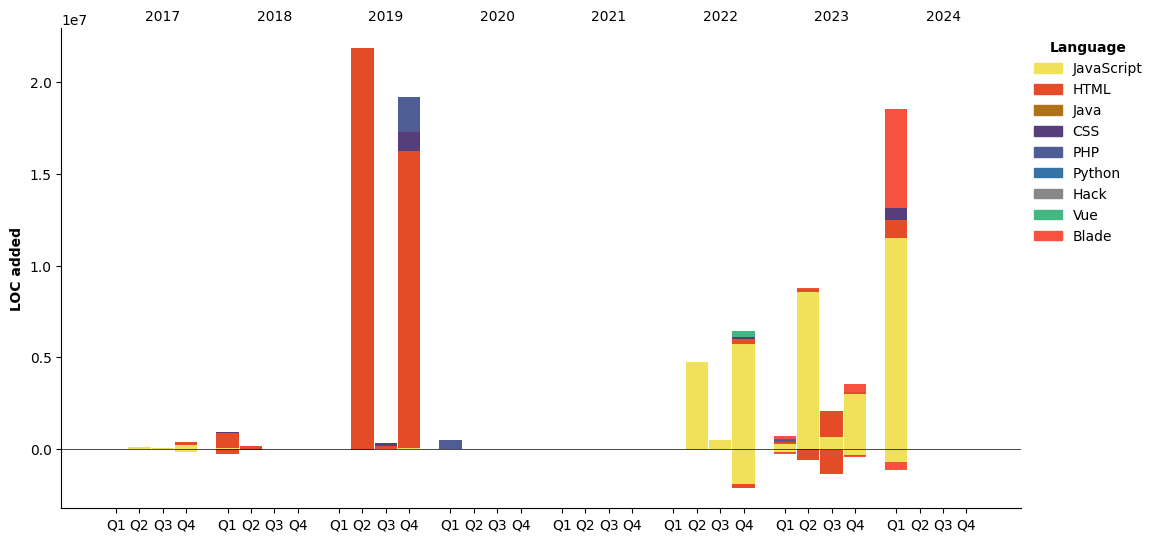 2017 2018 2019 2020 2021 2022 2023 2024
1e7
Language
JavaScript
HTML
Java
CSS
PHP
Python
Hack
Vue
Blade
LOC added
2.0
1.5
1.0
0.5
0.0
Q1 Q2 Q3 Q4 Q1 Q2 Q3 Q4 Q1 Q2 Q3 Q4 Q1 Q2 Q3 Q4 Q1 Q2 Q3 Q4 Q1 Q2 Q3 Q4 Q1 Q2 Q3 Q4 Q1 Q2 Q3 Q4